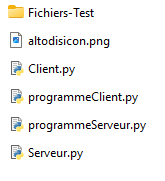 Fichiers-Test
altodisicon.png
Client.py
programmeClient.py
programmeServeur.py
Serveur.py